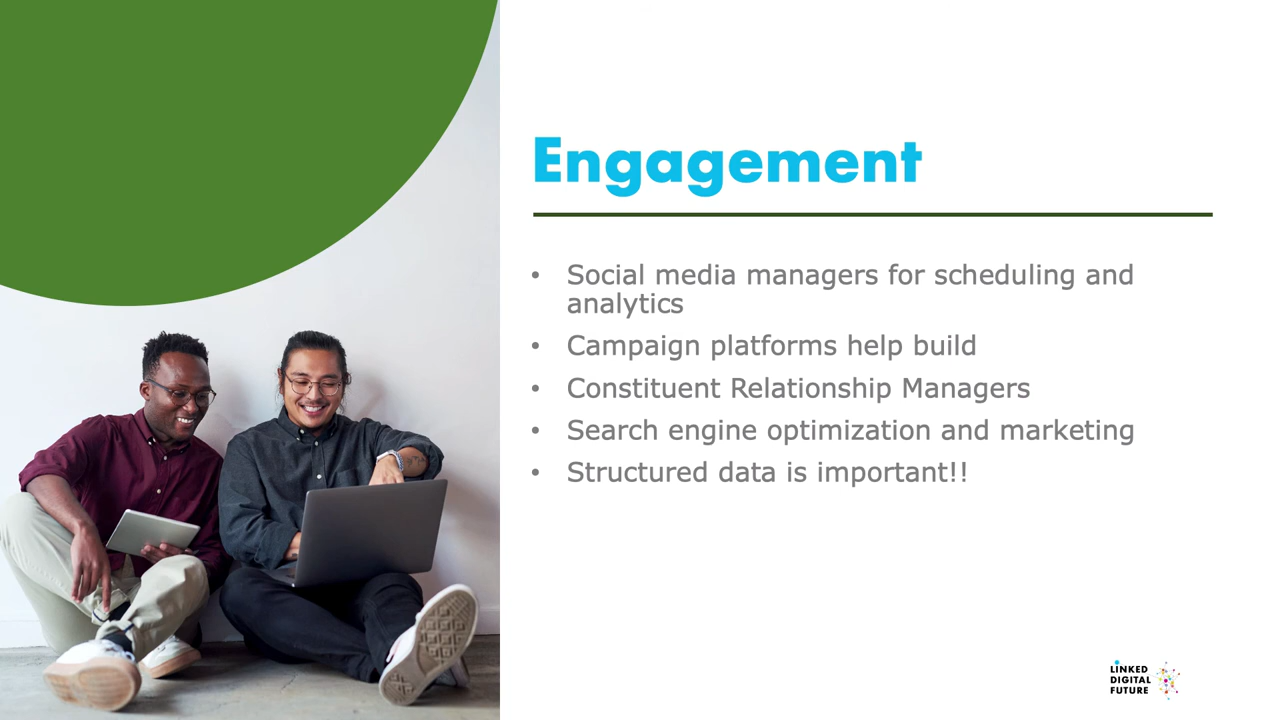 Engagement
• Social media managers for scheduling and
analytics
• Campaign platforms help build
• Constituent Relationship Managers
• Search engine optimization and marketing
• Structured data is important!!
LINKED
DIGITAL
FUTURE